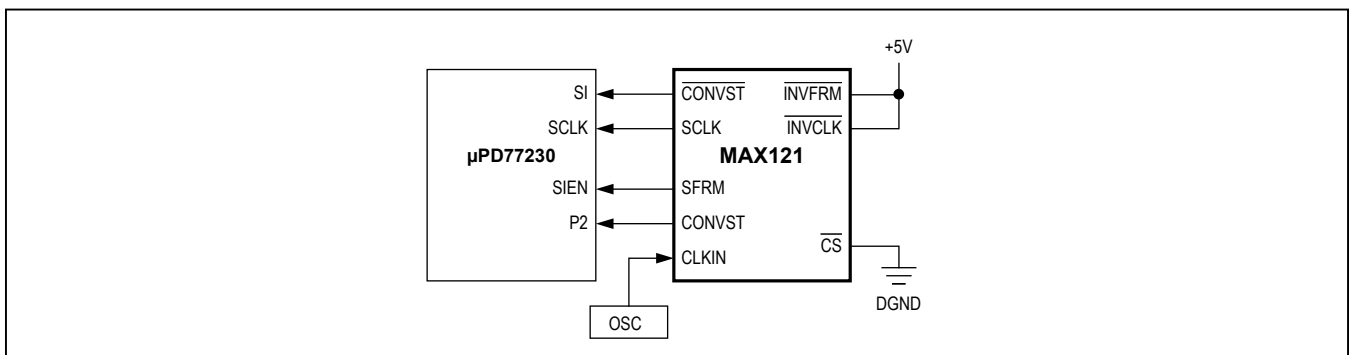 +5V
SI
CONVST
INVFRM
SCLK
SCLK
INVCLK
µPD77230
MAX121
SIEN
SFRM
P2
CONVST
CS
CLKIN
DGND
OSC